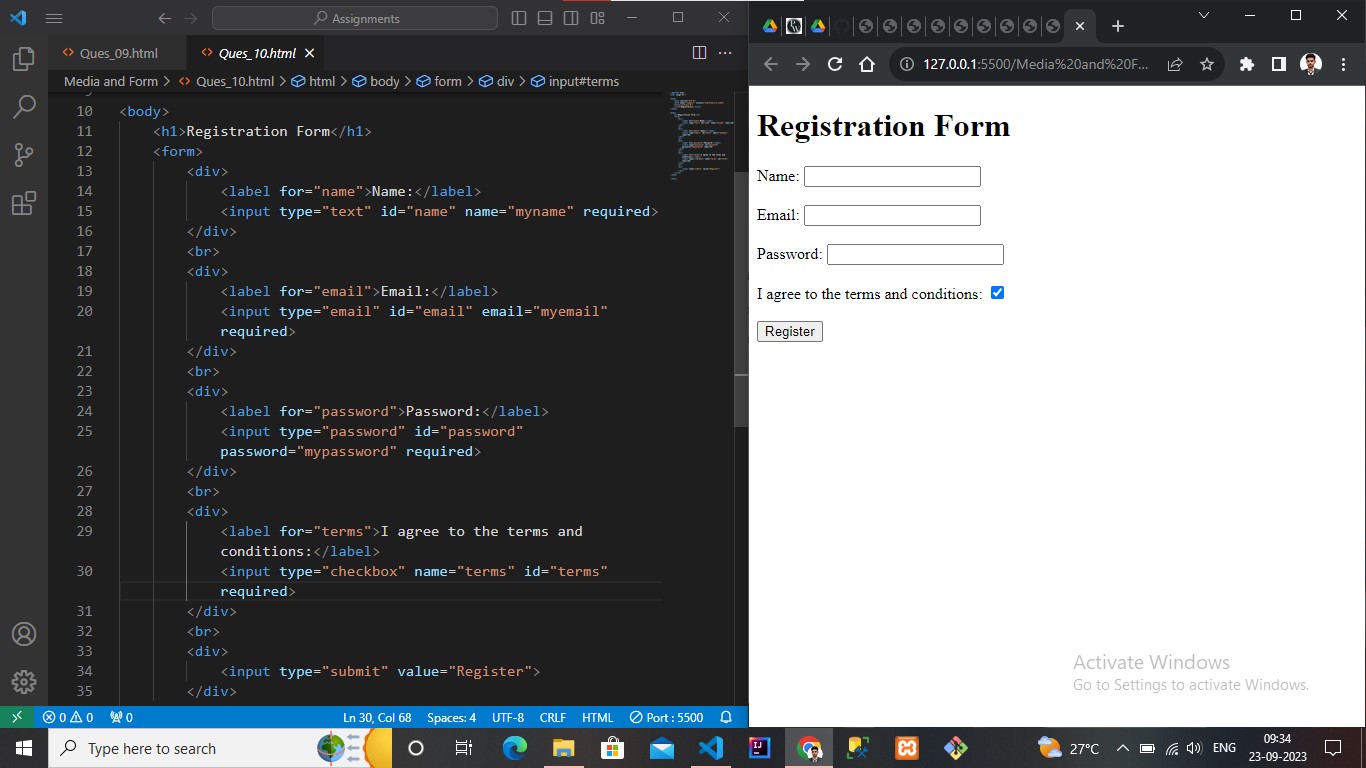 Assignments
Ques_09.html
Ques_10.html
Media and Form > Ques_10.html > html > body > form > div > input#terms
10 <body>
11 <h1>Registration Form</h1>
12 <form>
13 <div>
14 <label for="name">Name:</label>
15 <input type="text" id="name" name="myname" required>
16 </div>
17 <br>
18 <div>
19 <label for="email">Email:</label>
20 <input type="email" id="email" email="myemail"
required>
21 </div>
22 <br>
23 <div>
24 <label for="password">Password:</label>
25 <input type="password" id="password"
password="mypassword" required>
26 </div>
27 <br>
28 <div>
29 <label for="terms">I agree to the terms and
conditions:</label>
30 <input type="checkbox" name="terms" id="terms"
required>
31 </div>
32 <br>
33 <div>
34 <input type="submit" value="Register">
35 </div>
0 0 0 Ln 30, Col 68 Spaces: 4 UTF-8 CRLF HTML Port : 5500
127.0.0.1:5500/Media%20and%20F...
Registration Form
Name:
Email:
Password:
I agree to the terms and conditions:
Register
Activate Windows
Go to Settings to activate Windows.
Type here to search
27°C
ENG
09:34
23-09-2023